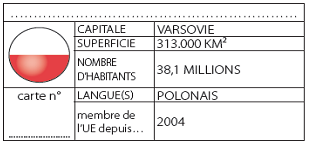 CAPITALE VARSOVIE
SUPERFICIE 313.000 KM²
NOMBRE
D'HABITANTS 38,1 MILLIONS
carte n° LANGUE(S) POLONAIS
membre de
l'UE depuis... 2004